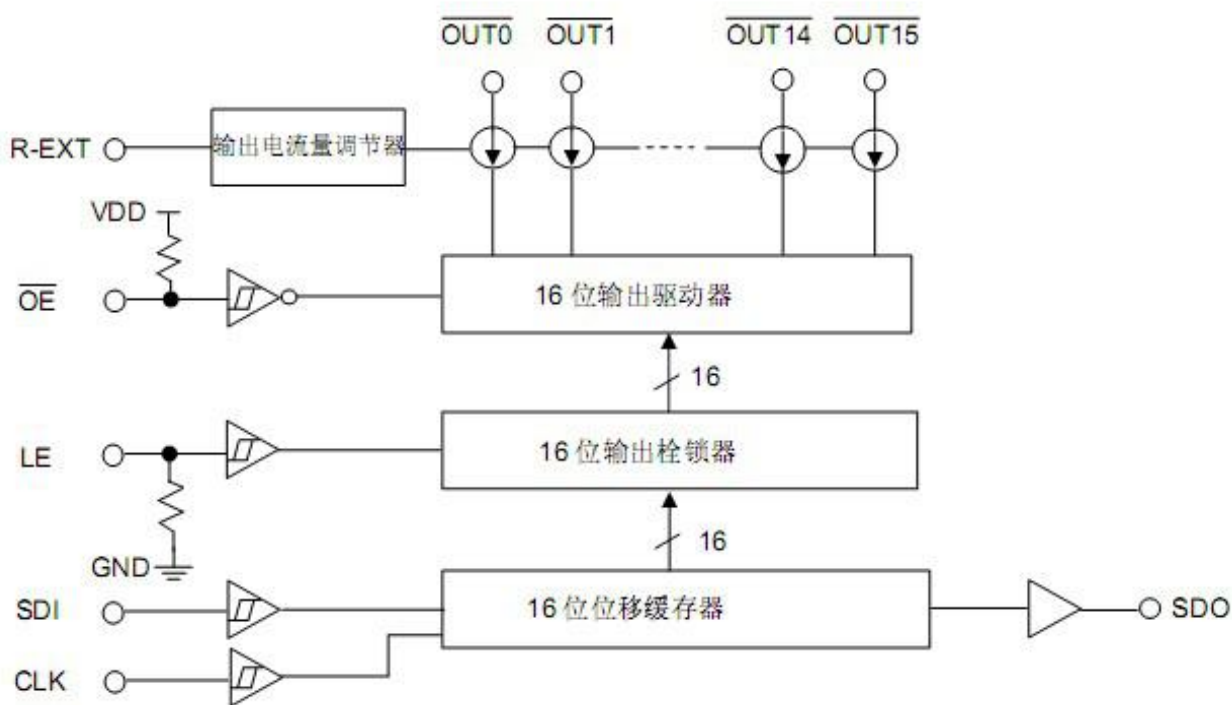 OUT0 OUT1 OUT14 OUT15
R-EXT 输出电流量调节器
VDD
OE 16 位输出驱动器
16
LE 16 位输出栓锁器
16
GND
SDI 16 位位移缓存器 SDO
CLK